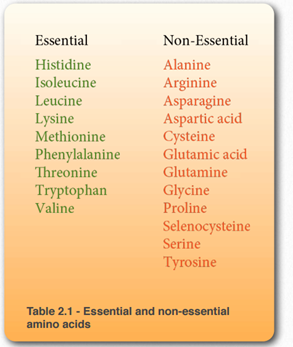 Essential Non-Essential
Histidine Alanine
Isoleucine Arginine
Leucine Asparagine
Lysine Aspartic acid
Methionine Cysteine
Phenylalanine Glutamic acid
Threonine Glutamine
Tryptophan Glycine
Valine Proline
Selenocysteine
Serine
Tyrosine
Table 2.1 - Essential and non-essential
amino acids